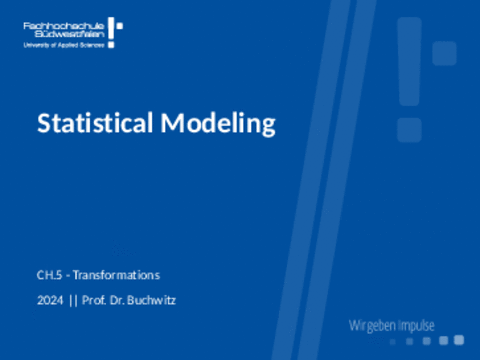 Fachhochschule
Südwestfalen
University of Applied Sciences
Statistical Modeling
CH.5 - Transformations
2024 || Prof. Dr. Buchwitz
Wir geben Impulse